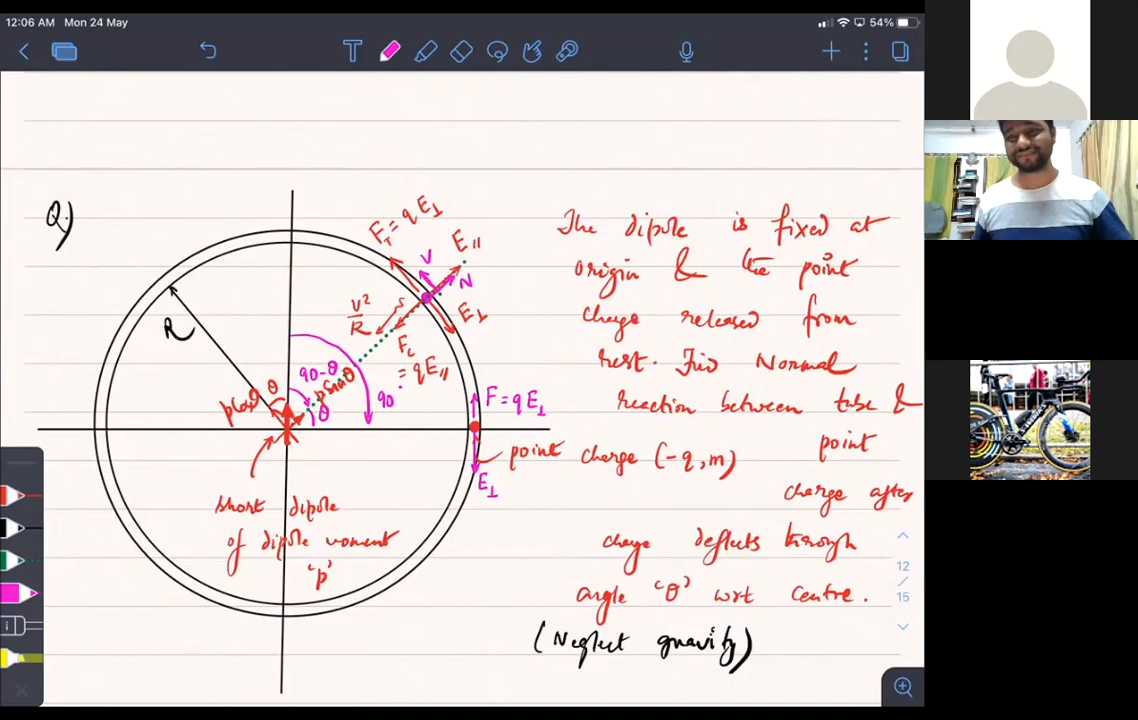 12:06 AM Mon 24 May
54%
Q)
F_T = qE⊥
E∥
V
N
E⊥
V²/R
F_c
= qE∥
R
90-θ
pCosθ
θ
pSinθ
θ
90
F = qE⊥
E⊥
point charge (-q, m)
short dipole
of dipole moment
'p'
The dipole is fixed at
origin & the point
charge released from
rest. Find Normal
reaction between tube &
point
charge after
charge deflects through
angle 'θ' wrt centre.
(Neglect gravity)
12
/
15